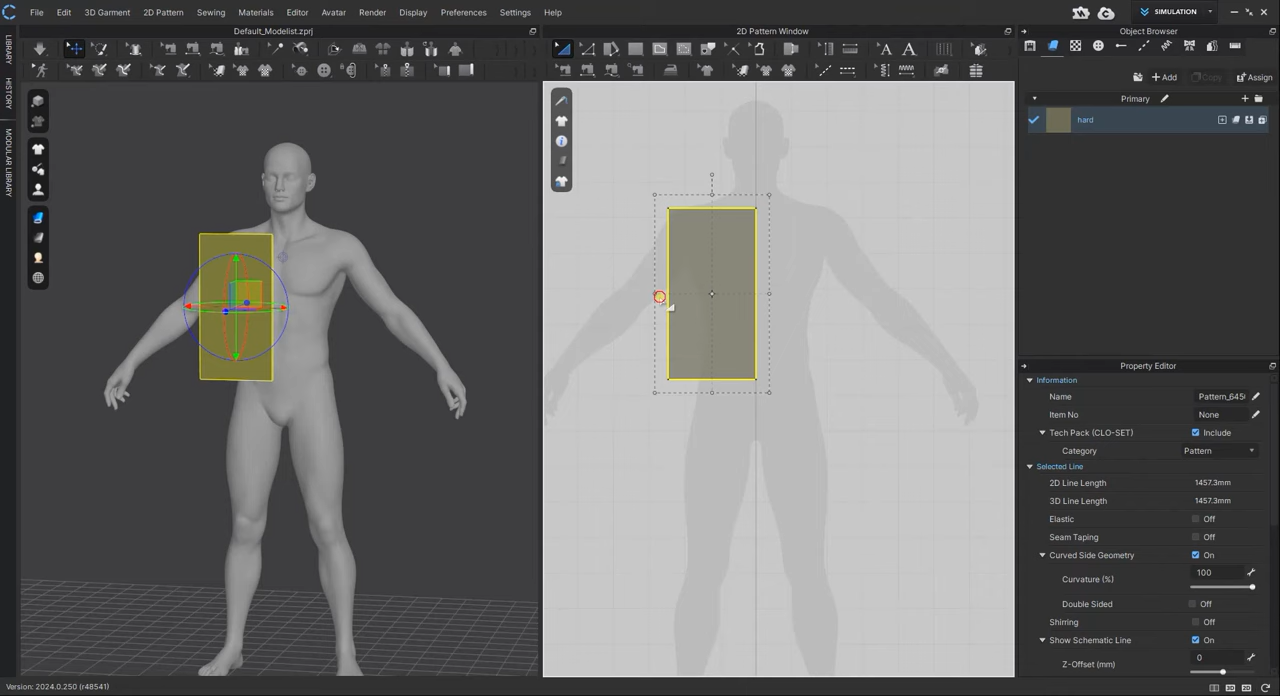 File Edit 3D Garment 2D Pattern Sewing Materials Editor Avatar Render Display Preferences Settings Help
SIMULATION
Default_Modelist.zprj
2D Pattern Window
Object Browser
LIBRARY
HISTORY
MODULAR LIBRARY
Add Copy Assign
Primary
hard
Property Editor
Information
Name Pattern_645
Item No None
Tech Pack (CLO-SET) Include
Category Pattern
Selected Line
2D Line Length 1457.3mm
3D Line Length 1457.3mm
Elastic Off
Seam Taping Off
Curved Side Geometry On
Curvature (%) 100
Double Sided Off
Shirring Off
Show Schematic Line On
Z-Offset (mm) 0
Version: 2024.0.250 (r48541)
3D
2D